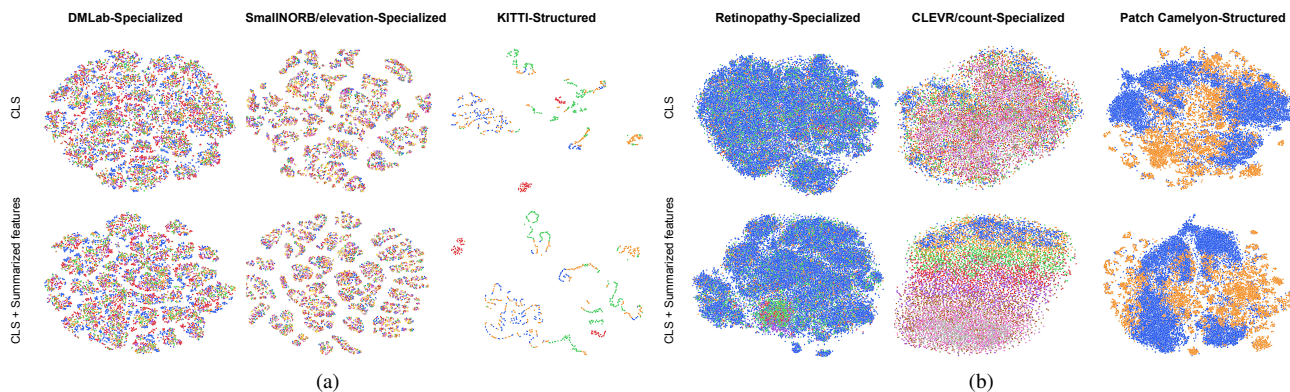 DMLab-Specialized SmallNORB/elevation-Specialized KITTI-Structured Retinopathy-Specialized CLEVR/count-Specialized Patch Camelyon-Structured
CLS
CLS
CLS + Summarized features
CLS + Summarized features
(a)
(b)